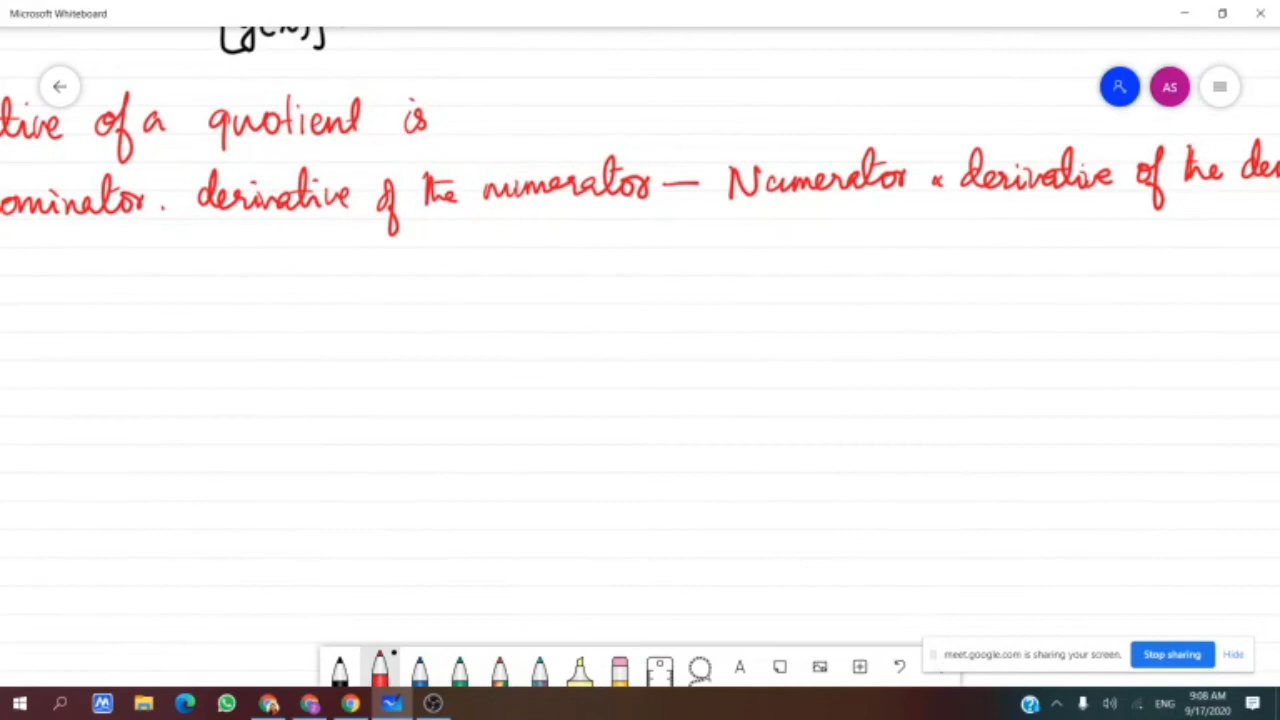 Microsoft Whiteboard
[g(x)]
tive of a quotient is
ominator. derivative of the numerator — Numerator × derivative of the den
AS
meet.google.com is sharing your screen. Stop sharing Hide
A
ENG
9:08 AM
9/17/2020